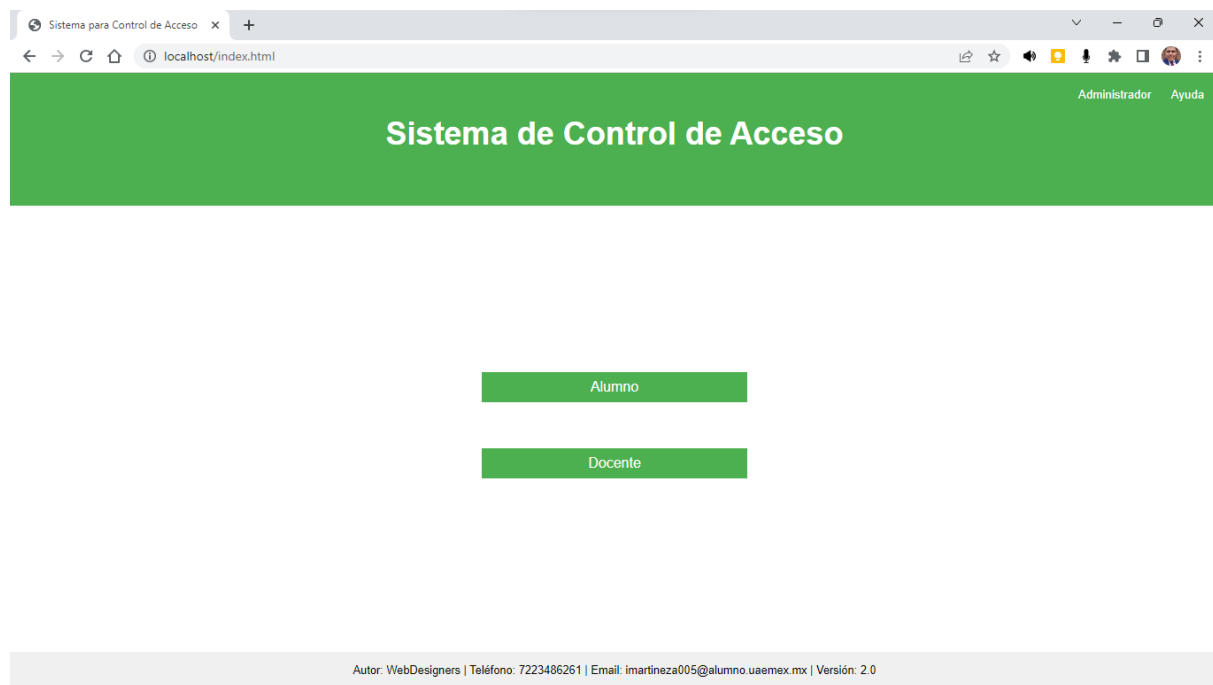 Sistema para Control de Acceso
localhost/index.html
Administrador Ayuda
Sistema de Control de Acceso
Alumno
Docente
Autor: WebDesigners | Teléfono: 7223486261 | Email: imartineza005@alumno.uaemex.mx | Versión: 2.0